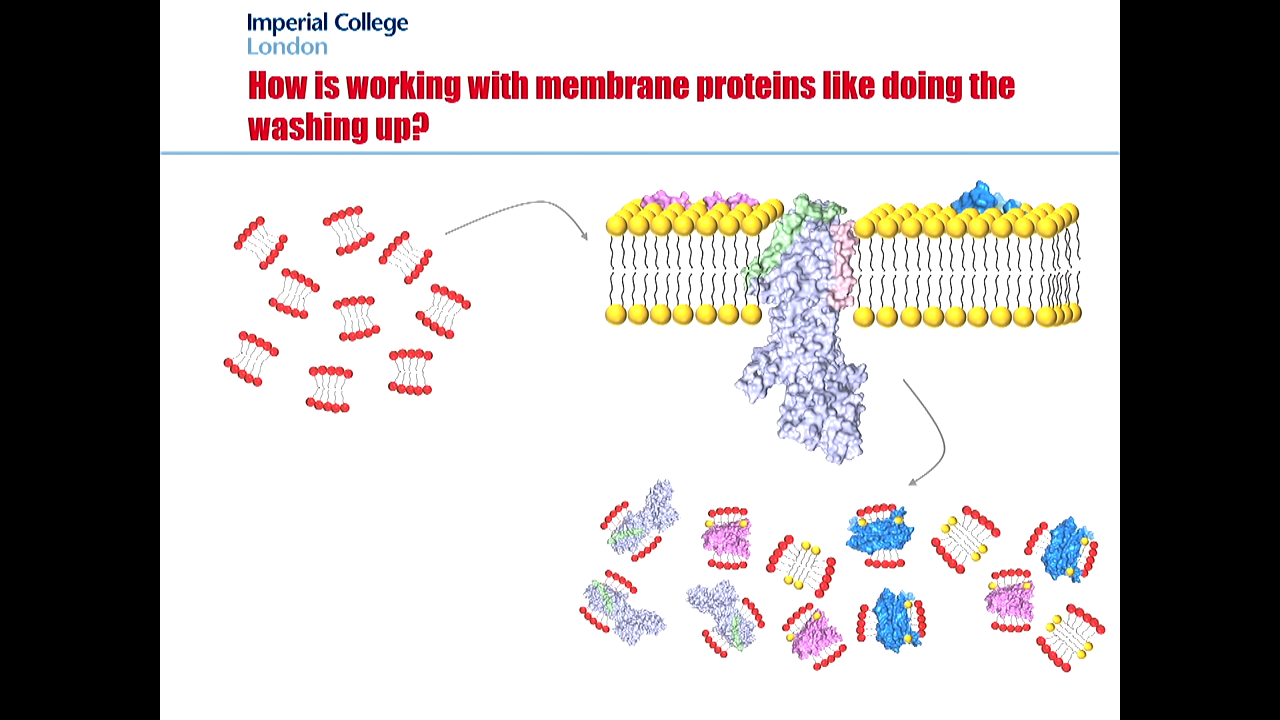 Imperial College
London
How is working with membrane proteins like doing the
washing up?